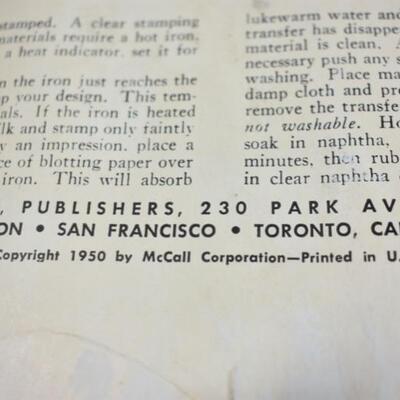 stamped. A clear stamping
materials require a hot iron.
a heat indicator, set it for
n the iron just reaches the
p your design. This tem-
als. If the iron is heated
lk and stamp only faintly
y an impression, place a
ce of blotting paper over
iron. This will absorb
lukewarm water and
transfer has disapp
material is clean. A
necessary push any s
washing. Place ma
damp cloth and pre
remove the transfe
not washable. Ho
soak in naphtha,
minutes, then rub
in clear naphtha
, PUBLISHERS, 230 PARK AV
ON • SAN FRANCISCO • TORONTO, CA
Copyright 1950 by McCall Corporation—Printed in U.